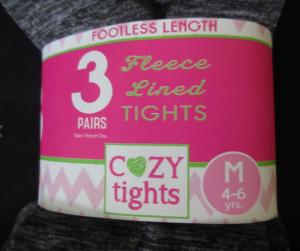 FOOTLESS LENGTH
3
PAIRS
Fleece
Lined
TIGHTS
COZY
tights
M
4-6
yrs.